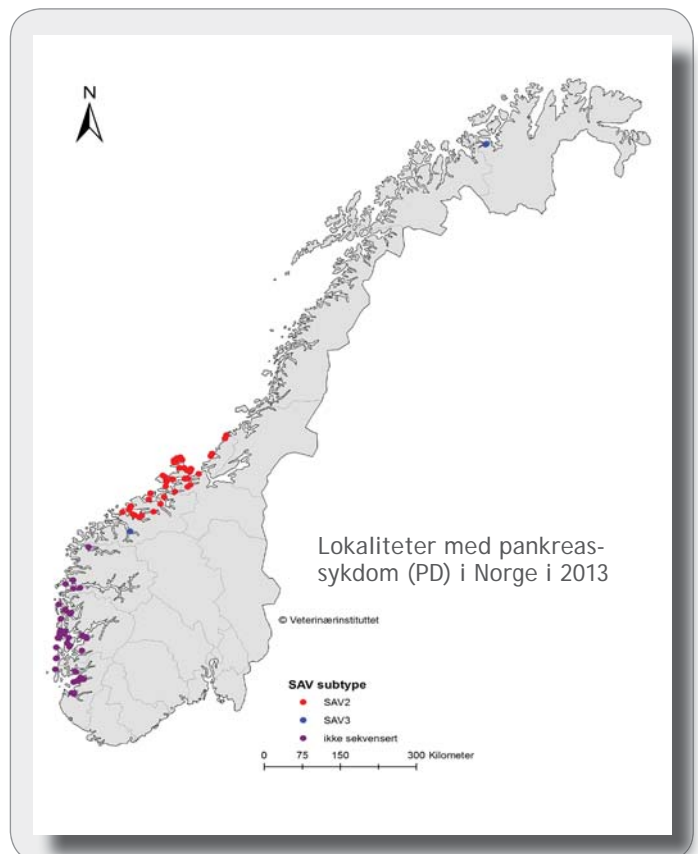 N
Lokaliteter med pankreas-
sykdom (PD) i Norge i 2013
© Veterinærinstituttet
SAV subtype
SAV2
SAV3
ikke sekvensert
0 75 150 300 Kilometer